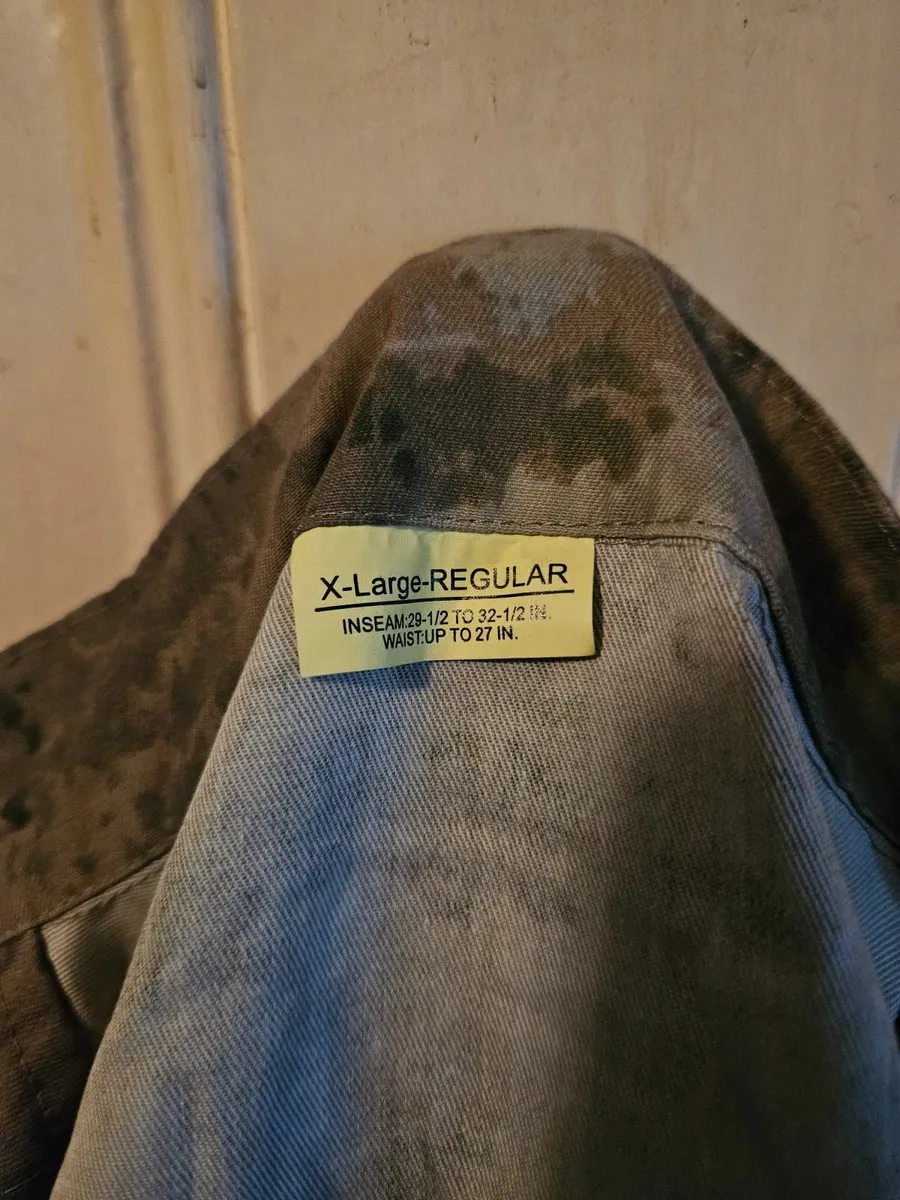 X-Large-REGULAR
INSEAM:29-1/2 TO 32-1/2 IN.
WAIST:UP TO 27 IN.